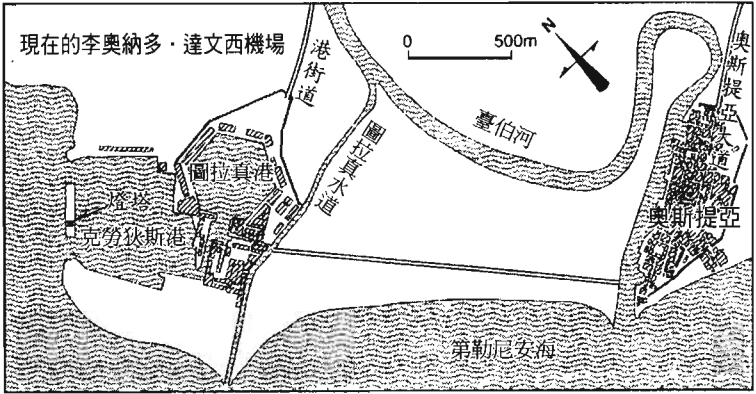 現在的李奧納多．達文西機場
港街道
0 500m
N
奧斯提亞
道
圖拉真水道
臺伯河
圖拉真港
燈塔
克勞狄斯港
奧斯提亞
第勒尼安海